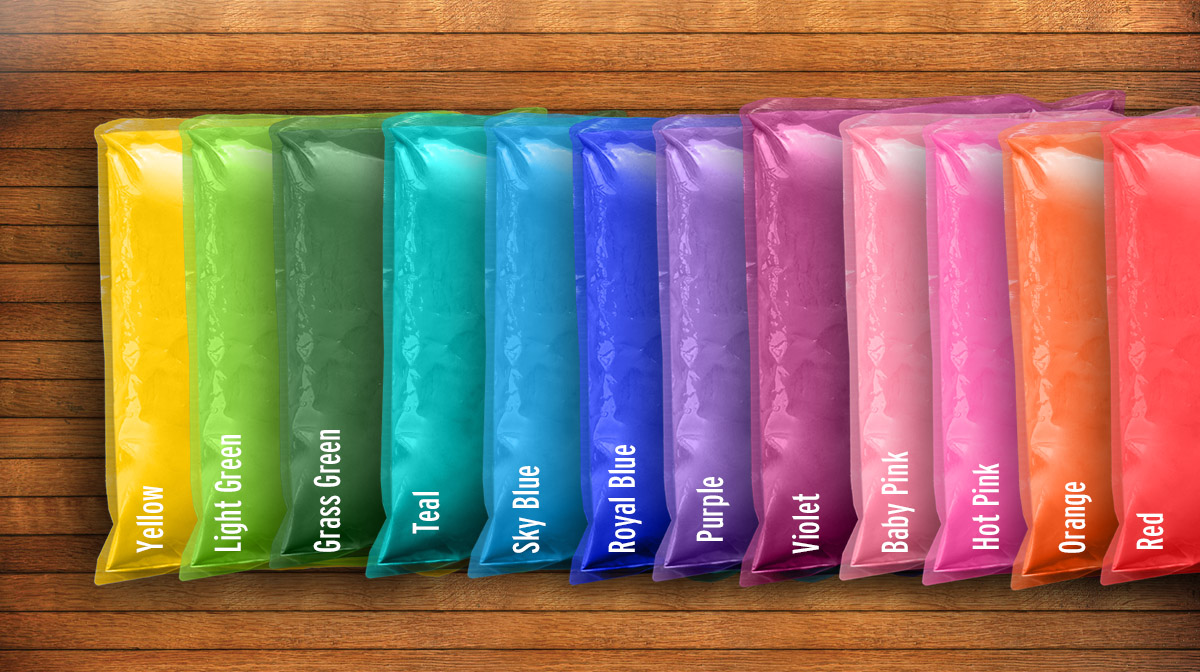 Yellow
Light Green
Grass Green
Teal
Sky Blue
Royal Blue
Purple
Violet
Baby Pink
Hot Pink
Orange
Red